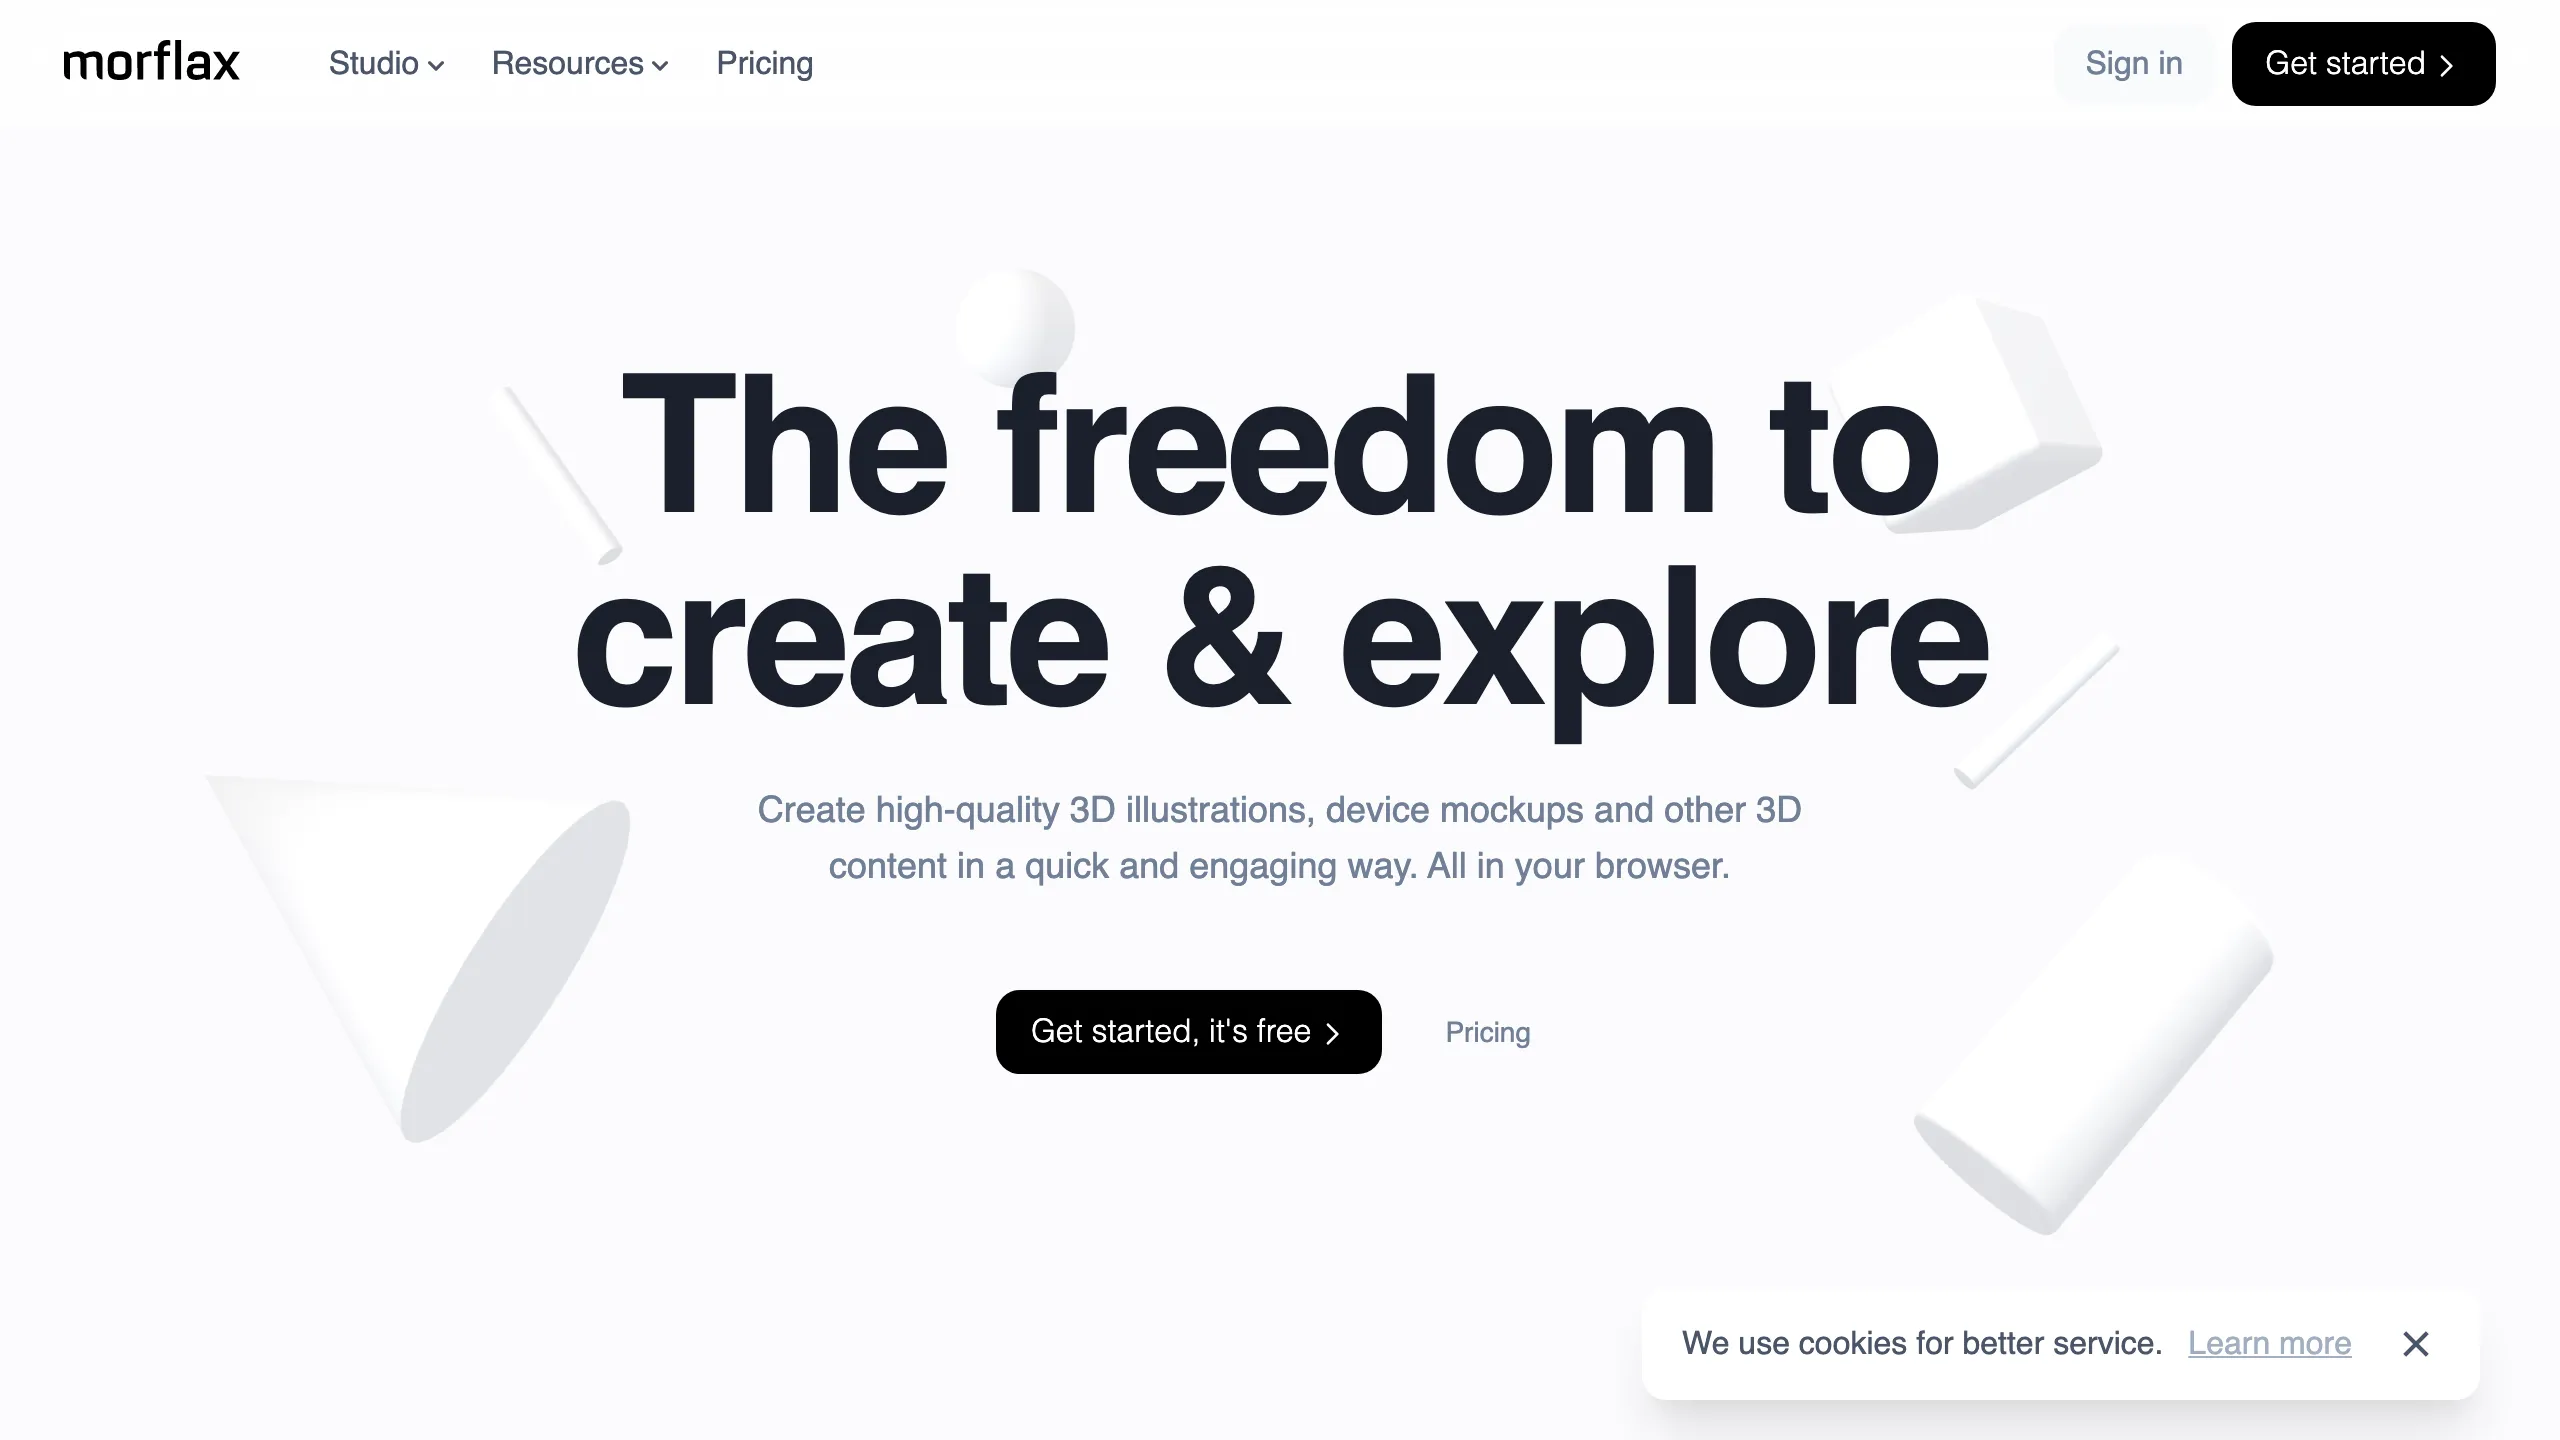 morflax
Studio
Resources
Pricing
Sign in
Get started
The freedom to
create & explore
Create high-quality 3D illustrations, device mockups and other 3D
content in a quick and engaging way. All in your browser.
Get started, it's free
Pricing
We use cookies for better service. Learn more